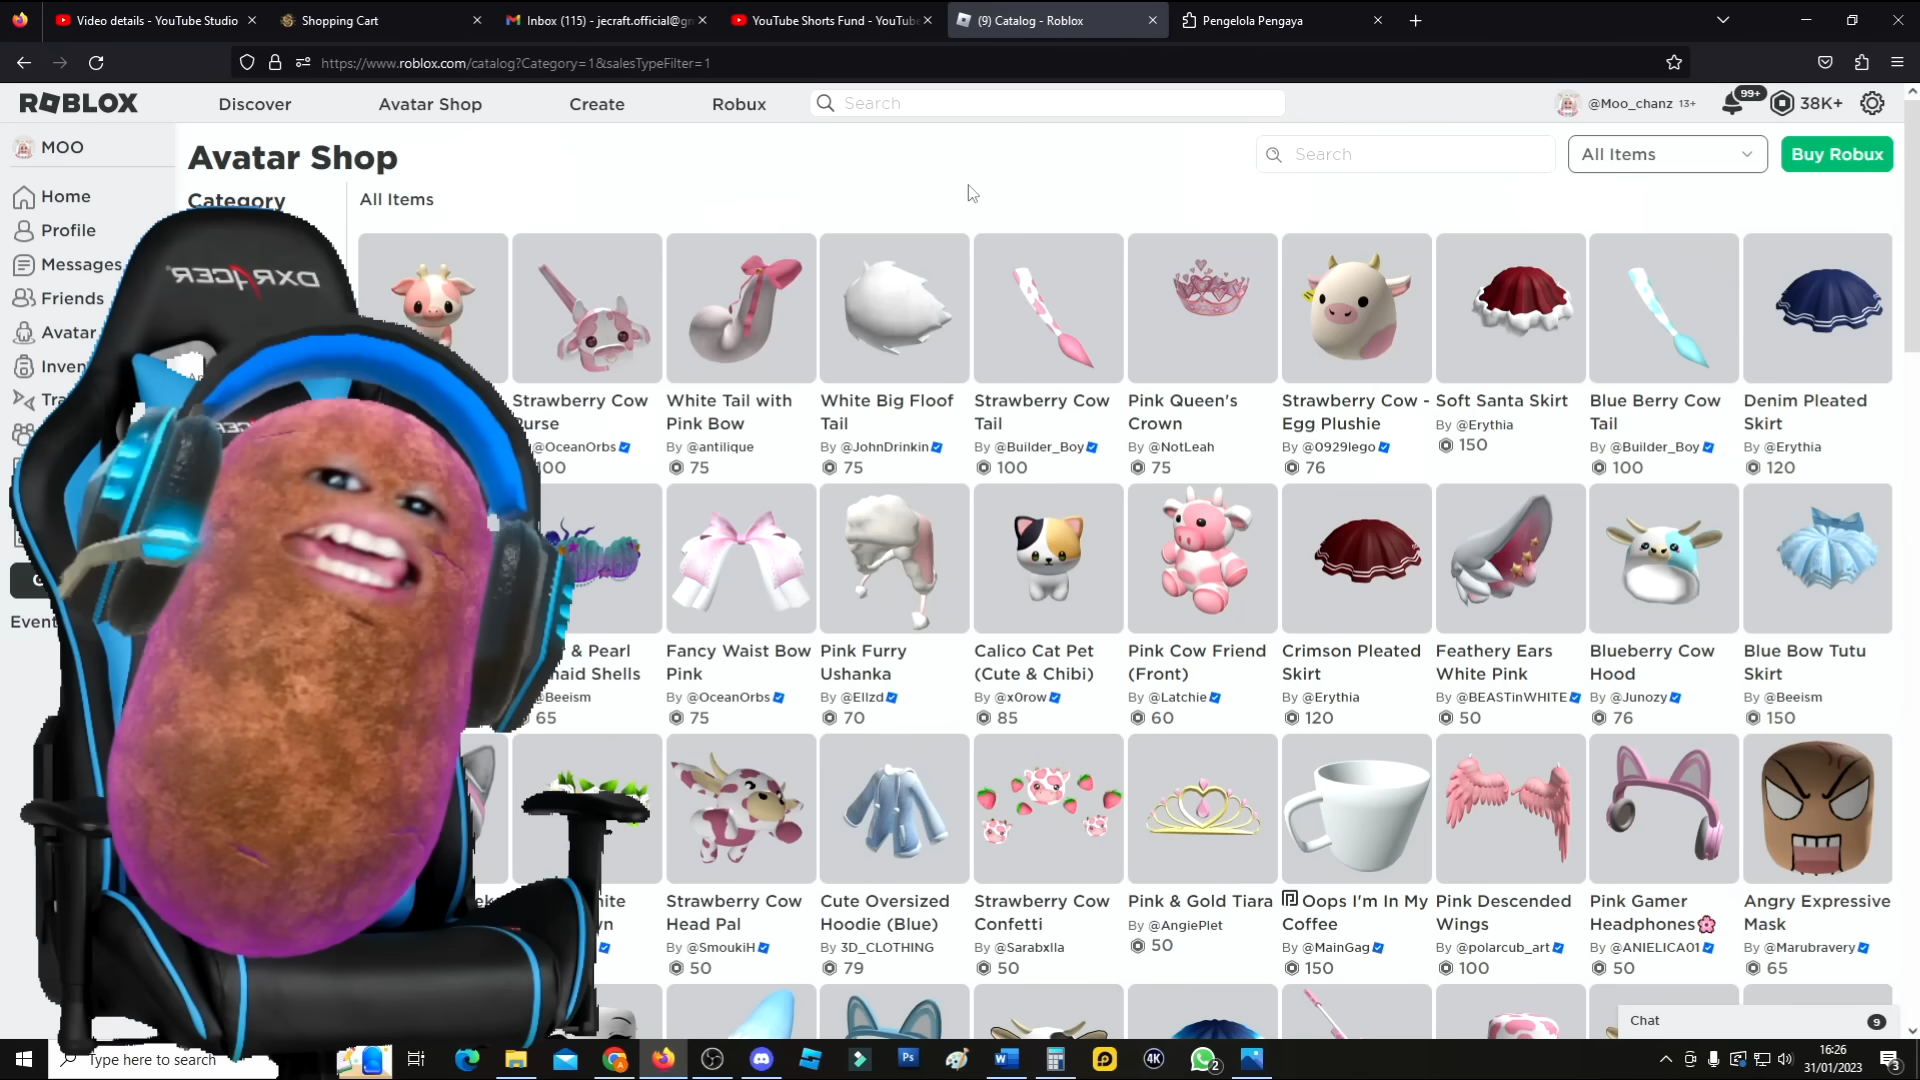 Video details - YouTube Studio
Shopping Cart
Inbox (115) - jecraft.official@gm
YouTube Shorts Fund - YouTube
(9) Catalog - Roblox
Pengelola Pengaya
https://www.roblox.com/catalog?Category=1&salesTypeFilter=1
ROBLOX
Discover
Avatar Shop
Create
Robux
Search
@Moo_chanz 13+
99+
38K+
MOO
Avatar Shop
Search
All Items
Buy Robux
Home
Profile
Messages
Friends
Avatar
Inven
Tra
Event
Category
All Items
DXRACER
Strawberry Cow
Purse
@OceanOrbs
100
White Tail with
Pink Bow
By @antilique
75
White Big Floof
Tail
By @JohnDrinkin
75
Strawberry Cow
Tail
By @Builder_Boy
100
Pink Queen's
Crown
By @NotLeah
75
Strawberry Cow -
Egg Plushie
By @0929lego
76
Soft Santa Skirt
By @Erythia
150
Blue Berry Cow
Tail
By @Builder_Boy
100
Denim Pleated
Skirt
By @Erythia
120
& Pearl
maid Shells
@Beeism
65
Fancy Waist Bow
Pink
By @OceanOrbs
75
Pink Furry
Ushanka
By @Ellzd
70
Calico Cat Pet
(Cute & Chibi)
By @x0row
85
Pink Cow Friend
(Front)
By @Latchie
60
Crimson Pleated
Skirt
By @Erythia
120
Feathery Ears
White Pink
By @BEASTinWHITE
50
Blueberry Cow
Hood
By @Junozy
76
Blue Bow Tutu
Skirt
By @Beeism
150
Strawberry Cow
Head Pal
By @SmoukiH
50
Cute Oversized
Hoodie (Blue)
By 3D_CLOTHING
79
Strawberry Cow
Confetti
By @Sarabxlla
50
Pink & Gold Tiara
By @AngiePlet
50
Oops I'm In My
Coffee
By @MainGag
150
Pink Descended
Wings
By @polarcub_art
100
Pink Gamer
Headphones🌸
By @ANIELICA01
50
Angry Expressive
Mask
By @Marubravery
65
Chat
9
Type here to search
Ps
4K
2
16:26
31/01/2023
3